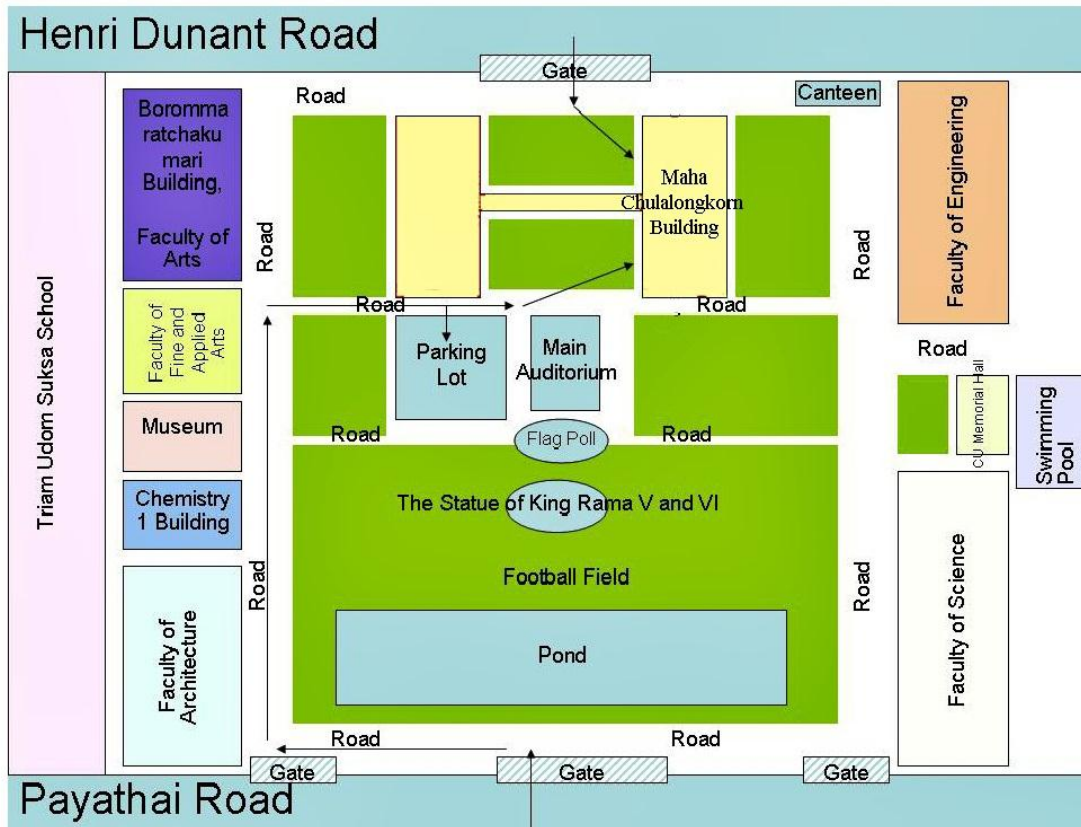 Henri Dunant Road
Gate
Canteen
Road
Boromma
ratchaku
mari
Building,
Faculty of
Arts
Maha
Chulalongkorn
Building
Faculty of Engineering
Road
Road
Triam Udom Suksa School
Faculty of
Fine and
Applied
Arts
Road
Road
Parking
Lot
Main
Auditorium
Road
CU Memorial Hall
Swimming
Pool
Museum
Road
Flag Poll
Road
Chemistry
1 Building
The Statue of King Rama V and VI
Football Field
Road
Road
Faculty of
Architecture
Pond
Faculty of Science
Road
Road
Gate
Gate
Gate
Payathai Road